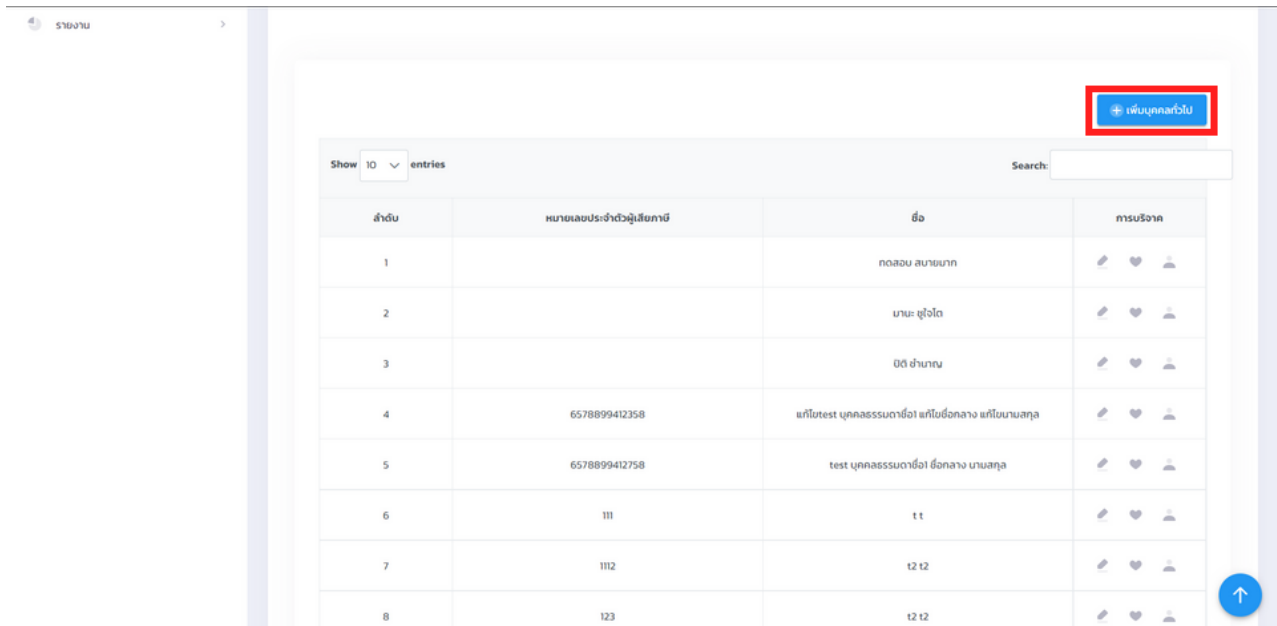 รายงาน
เพิ่มบุคคลทั่วไป
Show 10 entries Search:
ลำดับ หมายเลขประจำตัวผู้เสียภาษี ชื่อ การบริจาค
1 ทดสอบ สบายมาก
2 มานะ ชูใจโต
3 ปิติ ชำนาญ
4 6578899412358 แก้ไขtest บุคคลธรรมดาชื่อ1 แก้ไขชื่อกลาง แก้ไขนามสกุล
5 6578899412758 test บุคคลธรรมดาชื่อ1 ชื่อกลาง นามสกุล
6 111 t t
7 1112 t2 t2
8 123 t2 t2